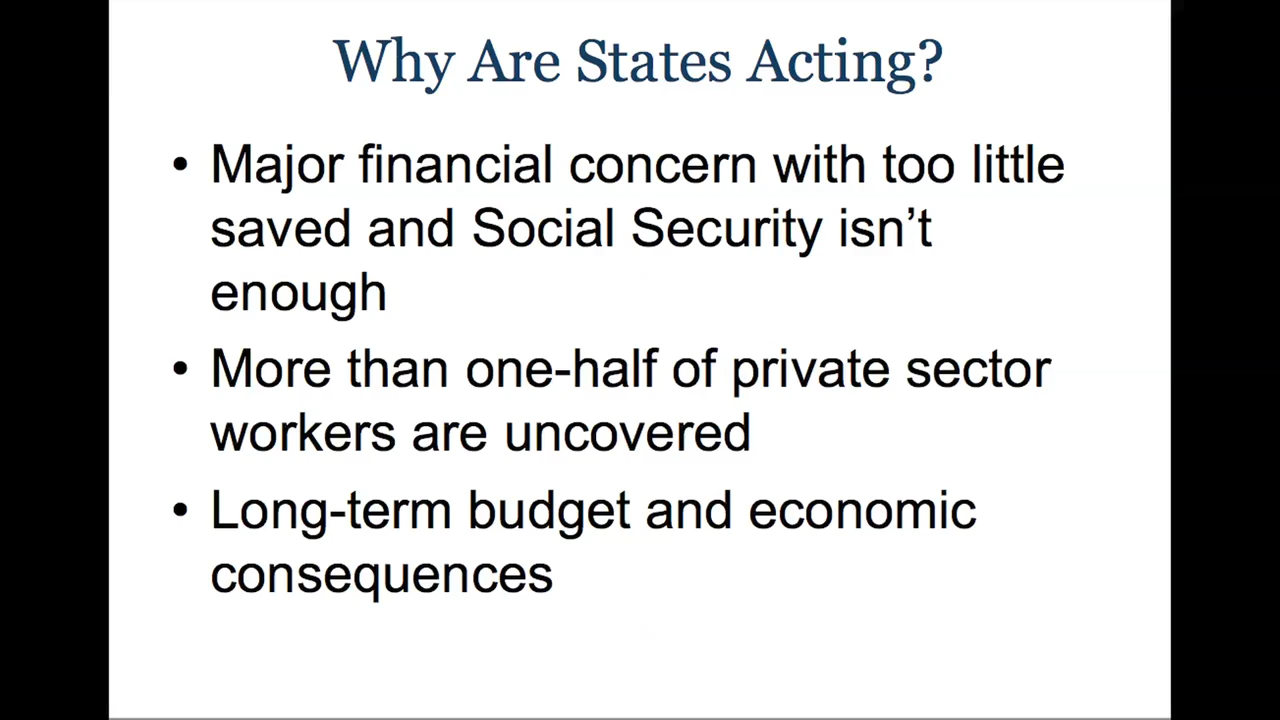 Why Are States Acting?
• Major financial concern with too little
saved and Social Security isn’t
enough
• More than one-half of private sector
workers are uncovered
• Long-term budget and economic
consequences